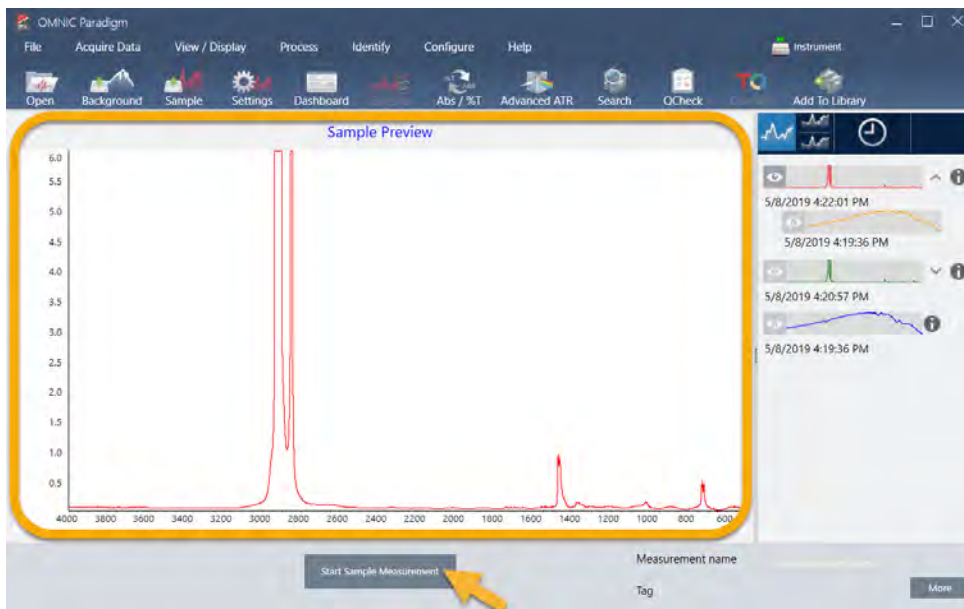 OMNIC Paradigm
File Acquire Data View / Display Process Identify Configure Help Instrument
Open Background Sample Settings Dashboard Abs / %T Advanced ATR Search QCheck Add To Library
Sample Preview
6.0
5.5
5.0
4.5
4.0
3.5
3.0
2.5
2.0
1.5
1.0
0.5
4000 3800 3600 3400 3200 3000 2800 2600 2400 2200 2000 1800 1600 1400 1200 1000 800 600
5/8/2019 4:22:01 PM
5/8/2019 4:19:36 PM
5/8/2019 4:20:57 PM
5/8/2019 4:19:36 PM
Start Sample Measurement
Measurement name
Tag
More